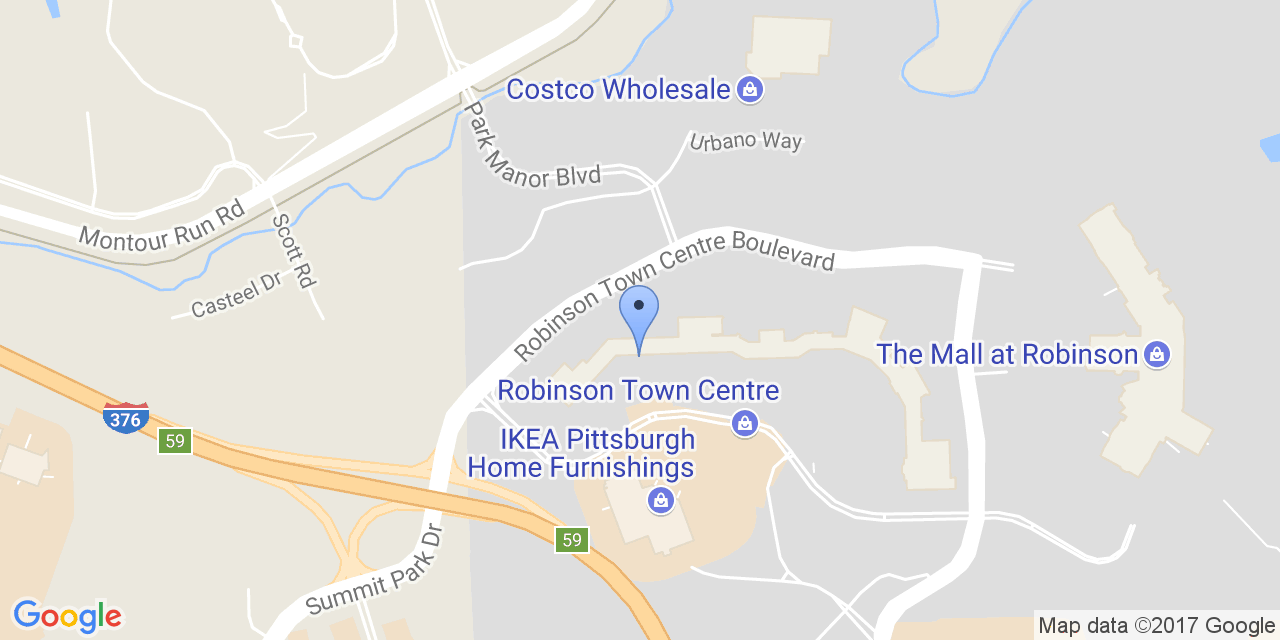 Costco Wholesale
Urbano Way
Park Manor Blvd
Montour Run Rd
Scott Rd
Casteel Dr
Robinson Town Centre Boulevard
The Mall at Robinson
Robinson Town Centre
376
59
IKEA Pittsburgh
Home Furnishings
59
Summit Park Dr
Google
Map data ©2017 Google